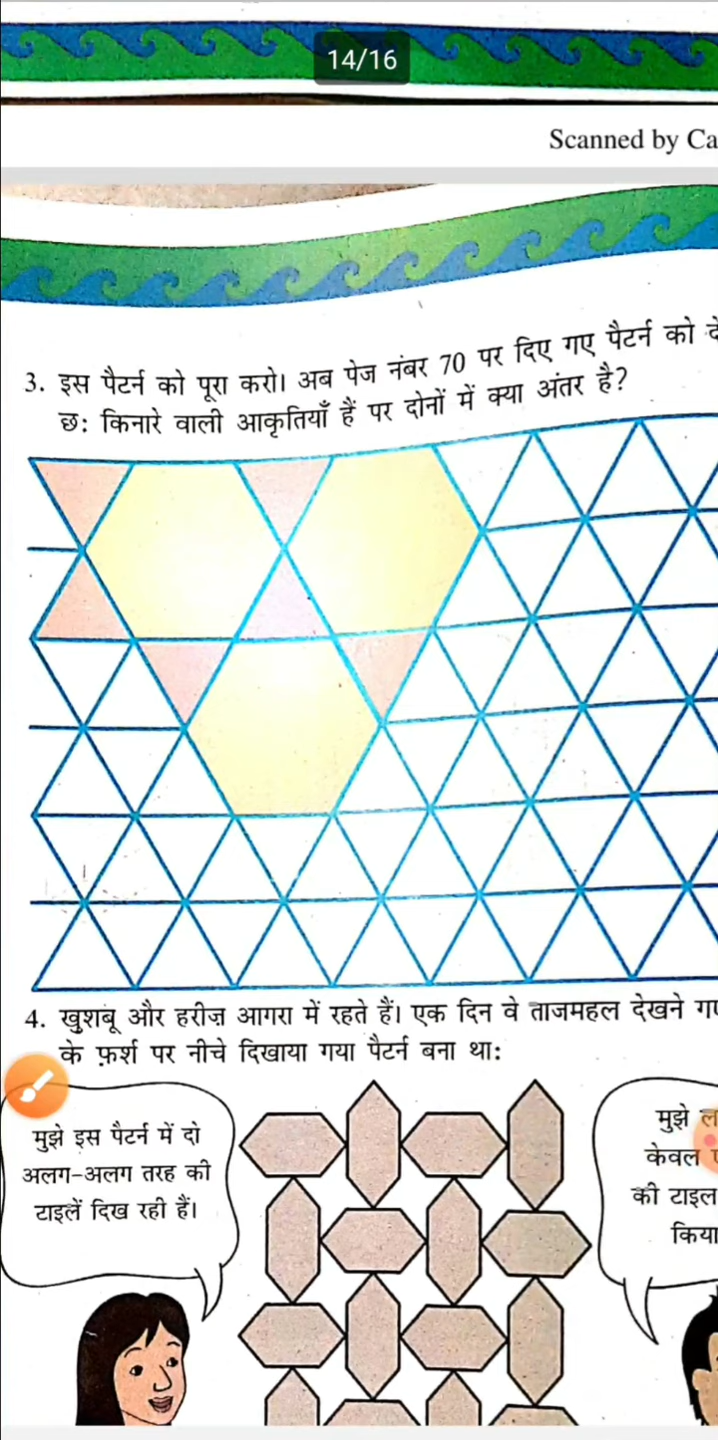 14/16
Scanned by Ca
3. इस पैटर्न को पूरा करो। अब पेज नंबर 70 पर दिए गए पैटर्न को दे
छः किनारे वाली आकृतियाँ हैं पर दोनों में क्या अंतर है?
4. खुशबू और हरीज़ आगरा में रहते हैं। एक दिन वे ताजमहल देखने गए
के फ़र्श पर नीचे दिखाया गया पैटर्न बना था:
मुझे इस पैटर्न में दो
अलग-अलग तरह की
टाइलें दिख रही हैं।
मुझे ल
केवल ए
की टाइल
किया